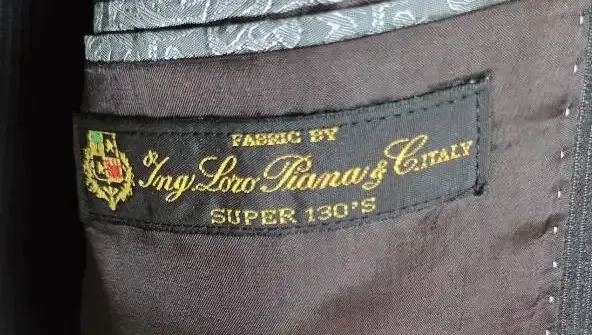 FABRIC BY
Ing. Loro Piana & C. ITALY
SUPER 130'S